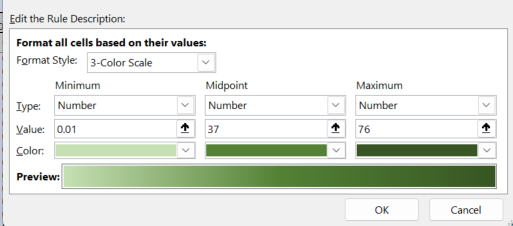 Edit the Rule Description:
Format all cells based on their values:
Format Style: 3-Color Scale
Minimum Midpoint Maximum
Type: Number Number Number
Value: 0.01 37 76
Color:
Preview:
OK Cancel